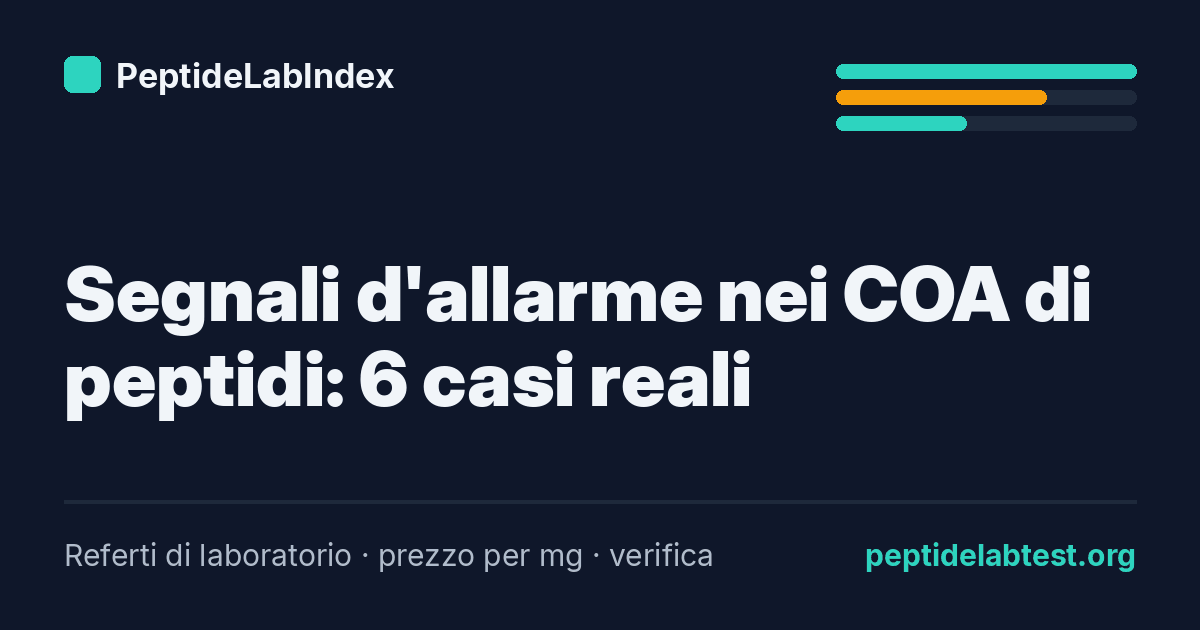 PeptideLabIndex
Segnali d'allarme nei COA di
peptidi: 6 casi reali
Referti di laboratorio · prezzo per mg · verifica
peptidelabtest.org